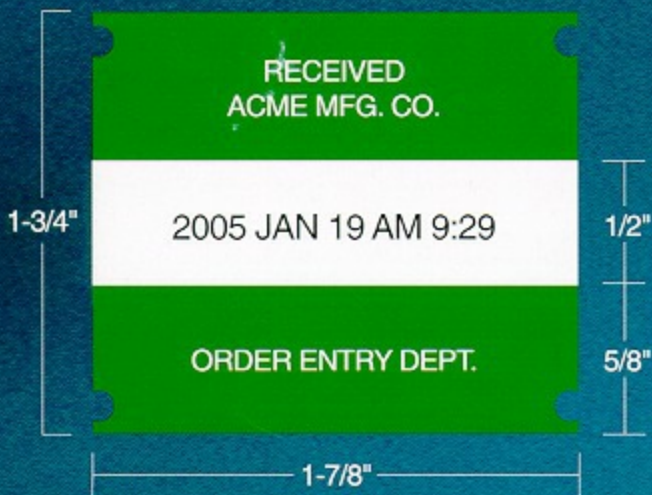 RECEIVED
ACME MFG. CO.
1-3/4"
2005 JAN 19 AM 9:29
1/2"
ORDER ENTRY DEPT.
5/8"
1-7/8"